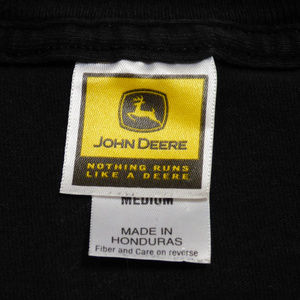 JOHN DEERE
NOTHING RUNS
LIKE A DEERE
MEDIUM
MADE IN
HONDURAS
Fiber and Care on reverse